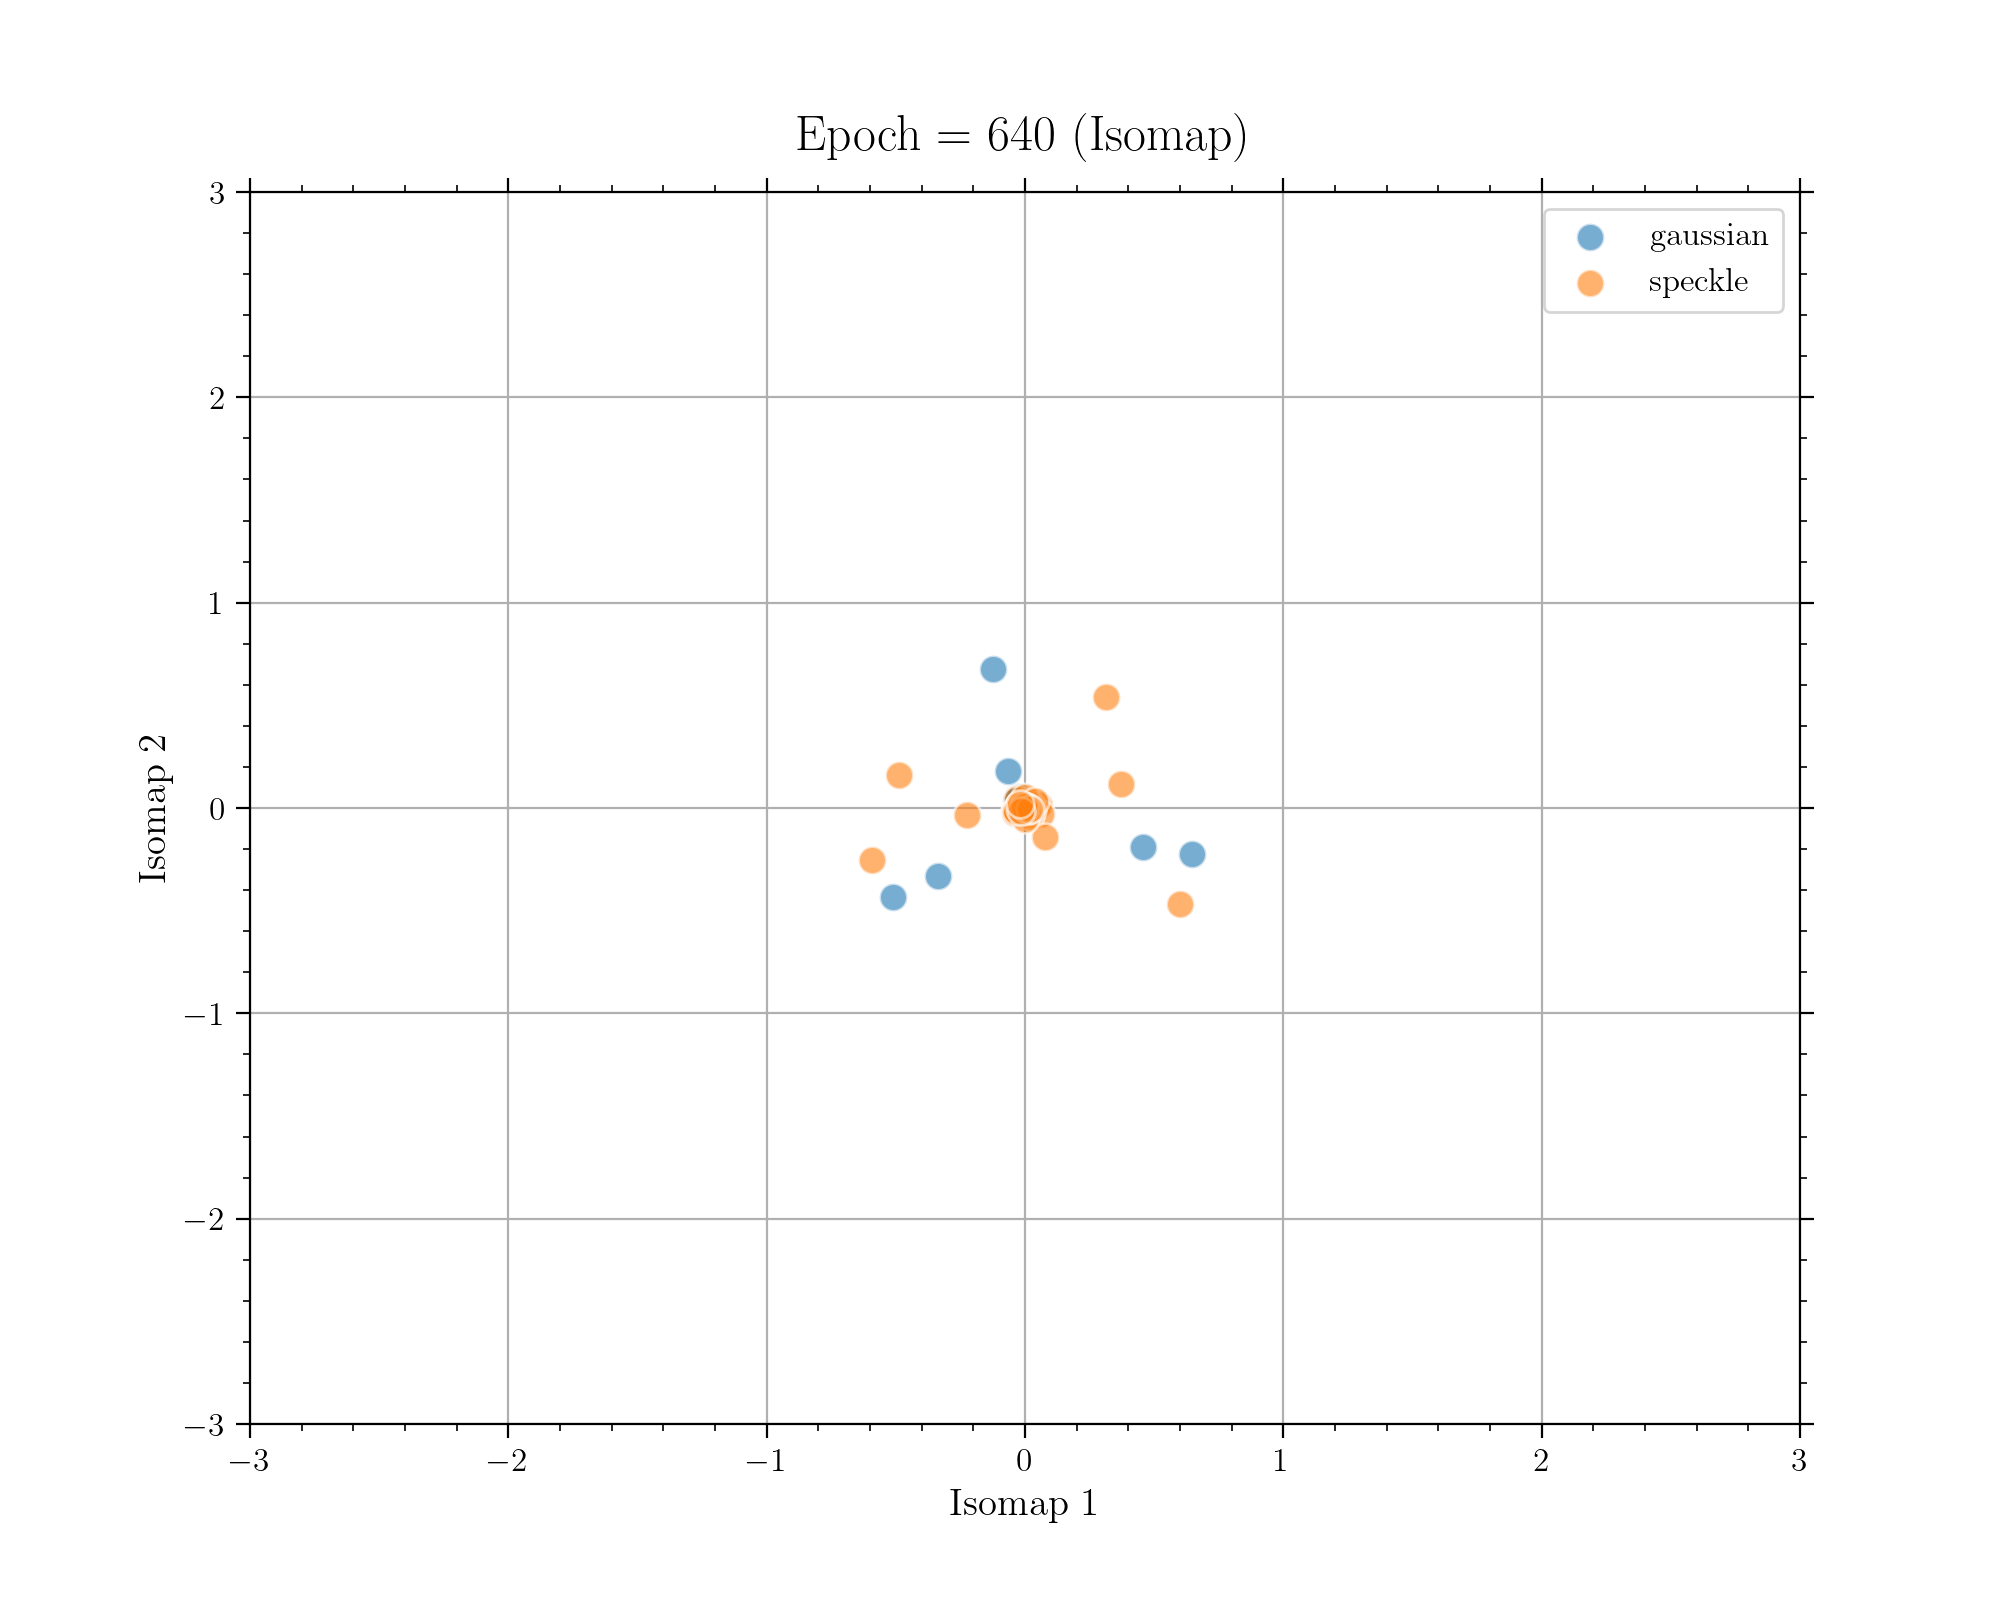 Epoch = 640 (Isomap)
gaussian
speckle
3
2
1
0
−1
−2
−3
Isomap 2
−3
−2
−1
0
1
2
3
Isomap 1